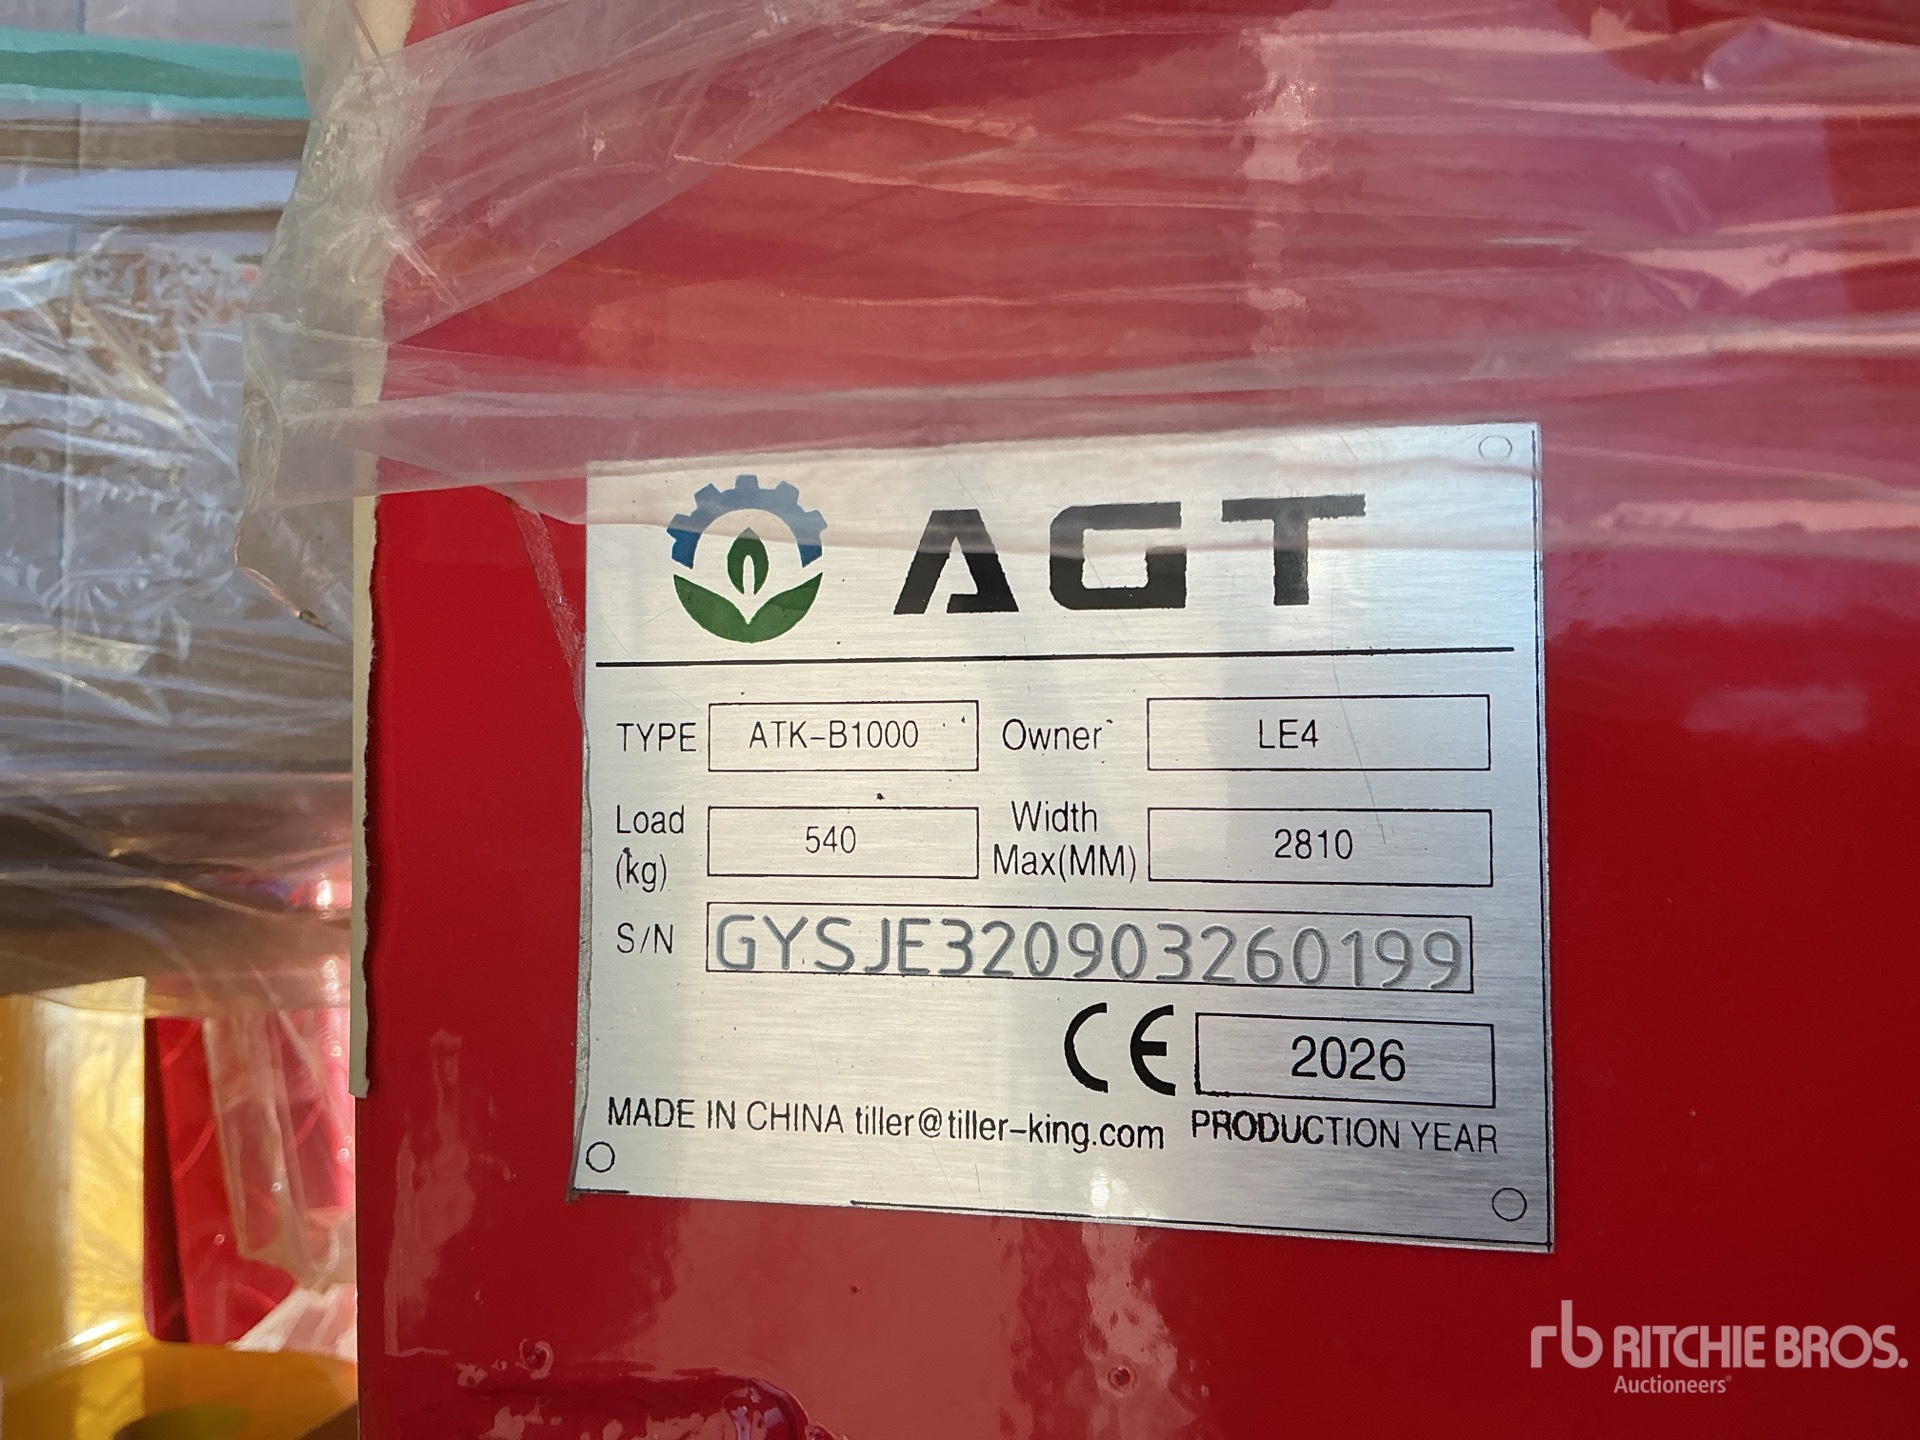 AGT
TYPE ATK-B1000 Owner LE4
Load (kg) 540 Width Max(MM) 2810
S/N GYSJE320903260199
CE 2026
MADE IN CHINA tiller@tiller-king.com PRODUCTION YEAR
rb RITCHIE BROS.
Auctioneers